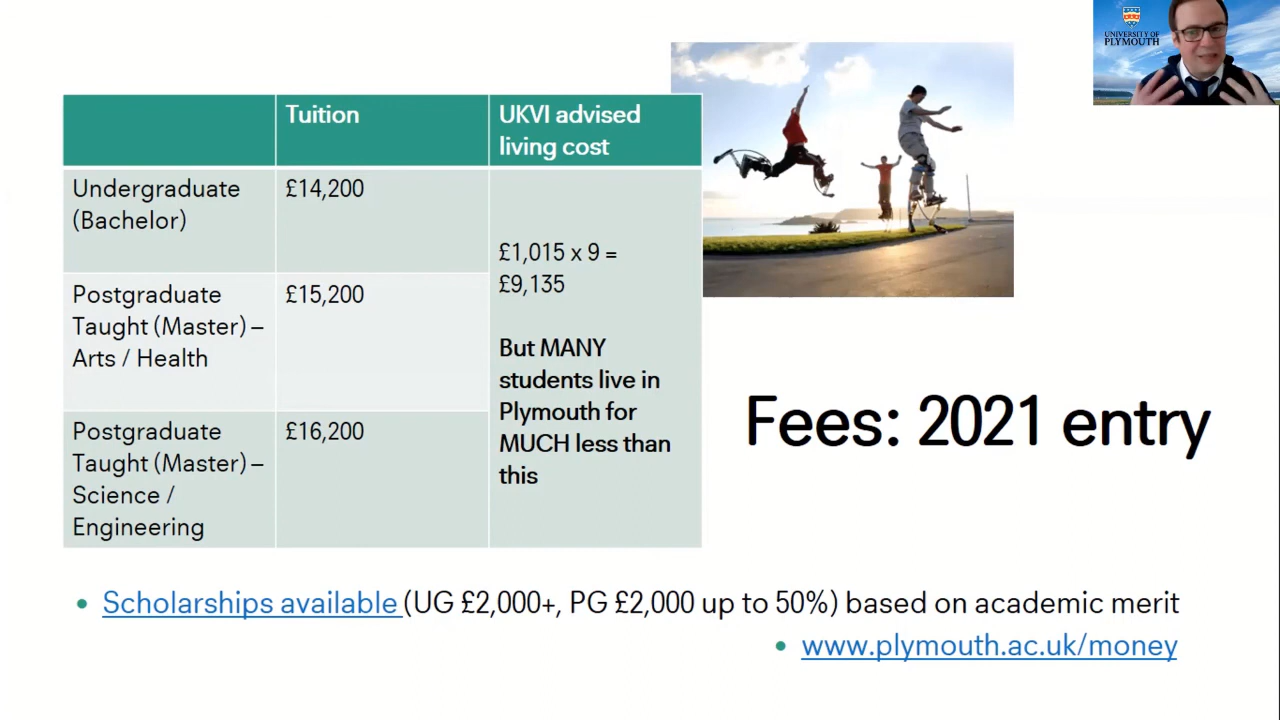 UNIVERSITY OF
PLYMOUTH
Tuition
UKVI advised
living cost
Undergraduate
(Bachelor)
£14,200
£1,015 x 9 =
£9,135
But MANY
students live in
Plymouth for
MUCH less than
this
Postgraduate
Taught (Master) –
Arts / Health
£15,200
Postgraduate
Taught (Master) –
Science /
Engineering
£16,200
Fees: 2021 entry
• Scholarships available (UG £2,000+, PG £2,000 up to 50%) based on academic merit
• www.plymouth.ac.uk/money